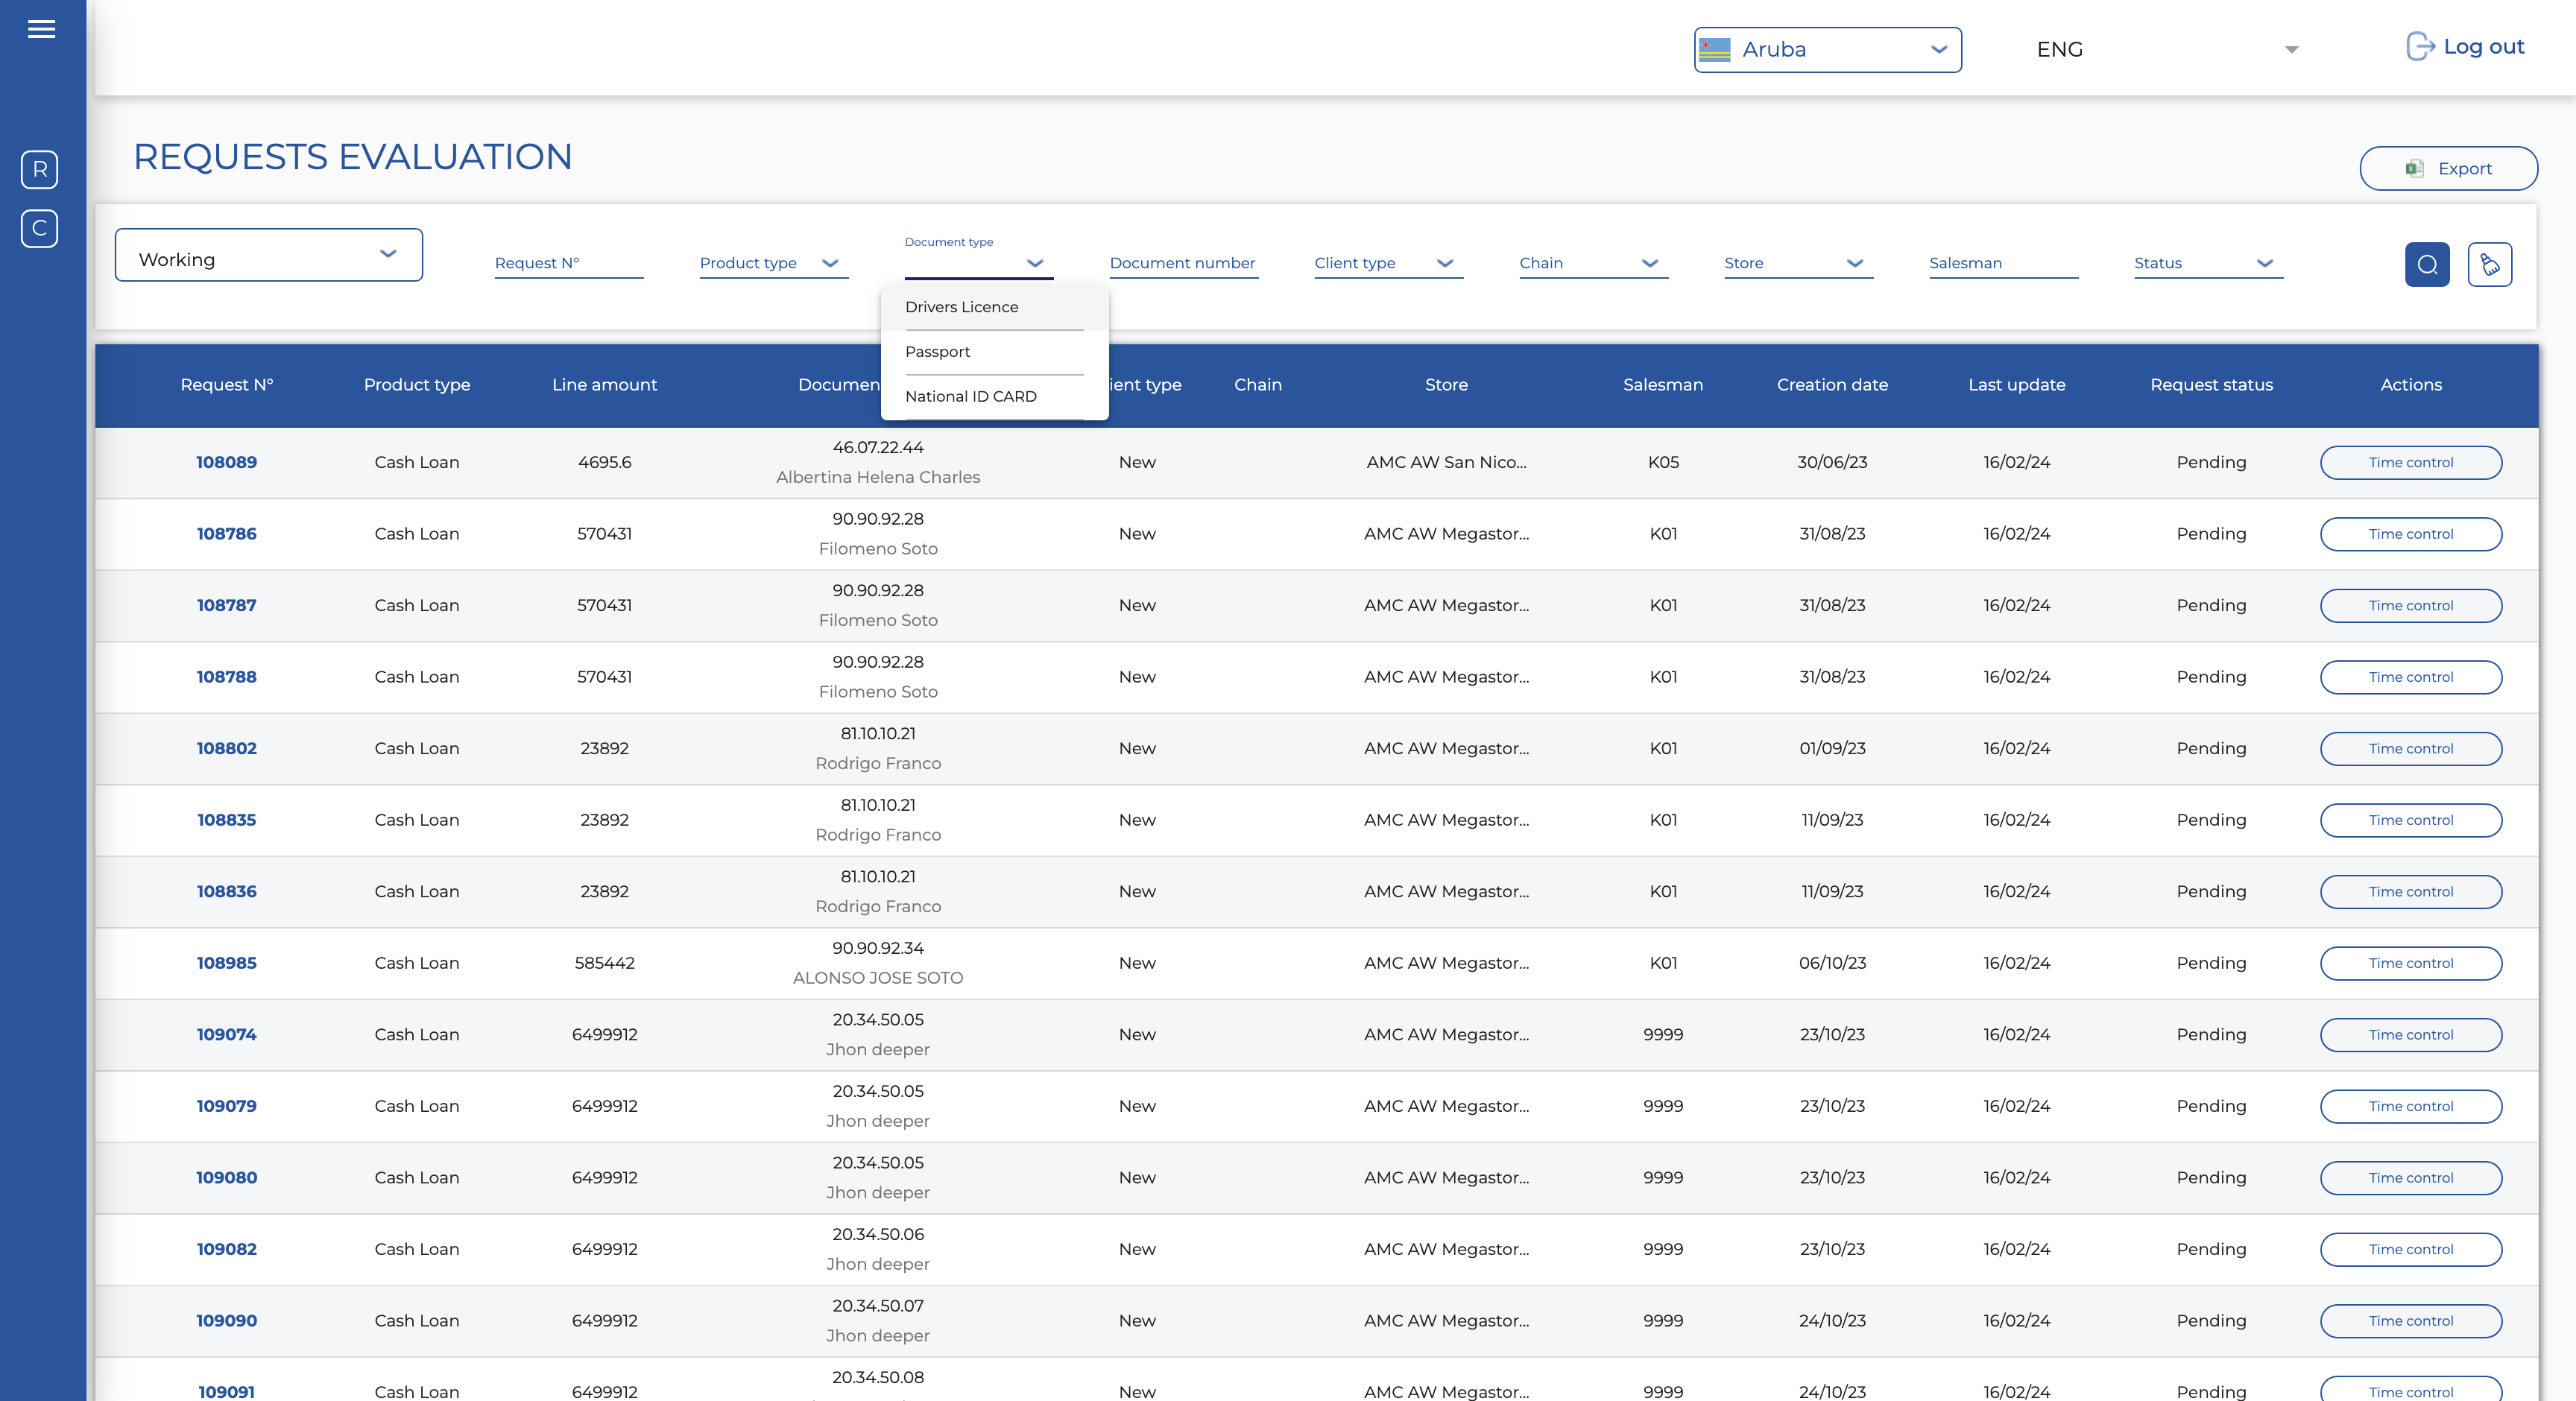 Aruba ENG Log out
R
C
REQUESTS EVALUATION
Export
Working Request N° Product type Document type Document number Client type Chain Store Salesman Status
Drivers Licence
Passport
National ID CARD
Request N° Product type Line amount Documen ient type Chain Store Salesman Creation date Last update Request status Actions
108089 Cash Loan 4695.6 46.07.22.44 New AMC AW San Nico... K05 30/06/23 16/02/24 Pending Time control
Albertina Helena Charles
108786 Cash Loan 570431 90.90.92.28 New AMC AW Megastor... K01 31/08/23 16/02/24 Pending Time control
Filomeno Soto
108787 Cash Loan 570431 90.90.92.28 New AMC AW Megastor... K01 31/08/23 16/02/24 Pending Time control
Filomeno Soto
108788 Cash Loan 570431 90.90.92.28 New AMC AW Megastor... K01 31/08/23 16/02/24 Pending Time control
Filomeno Soto
108802 Cash Loan 23892 81.10.10.21 New AMC AW Megastor... K01 01/09/23 16/02/24 Pending Time control
Rodrigo Franco
108835 Cash Loan 23892 81.10.10.21 New AMC AW Megastor... K01 11/09/23 16/02/24 Pending Time control
Rodrigo Franco
108836 Cash Loan 23892 81.10.10.21 New AMC AW Megastor... K01 11/09/23 16/02/24 Pending Time control
Rodrigo Franco
108985 Cash Loan 585442 90.90.92.34 New AMC AW Megastor... K01 06/10/23 16/02/24 Pending Time control
ALONSO JOSE SOTO
109074 Cash Loan 6499912 20.34.50.05 New AMC AW Megastor... 9999 23/10/23 16/02/24 Pending Time control
Jhon deeper
109079 Cash Loan 6499912 20.34.50.05 New AMC AW Megastor... 9999 23/10/23 16/02/24 Pending Time control
Jhon deeper
109080 Cash Loan 6499912 20.34.50.05 New AMC AW Megastor... 9999 23/10/23 16/02/24 Pending Time control
Jhon deeper
109082 Cash Loan 6499912 20.34.50.06 New AMC AW Megastor... 9999 23/10/23 16/02/24 Pending Time control
Jhon deeper
109090 Cash Loan 6499912 20.34.50.07 New AMC AW Megastor... 9999 24/10/23 16/02/24 Pending Time control
Jhon deeper
109091 Cash Loan 6499912 20.34.50.08 New AMC AW Megastor... 9999 24/10/23 16/02/24 Pending Time control